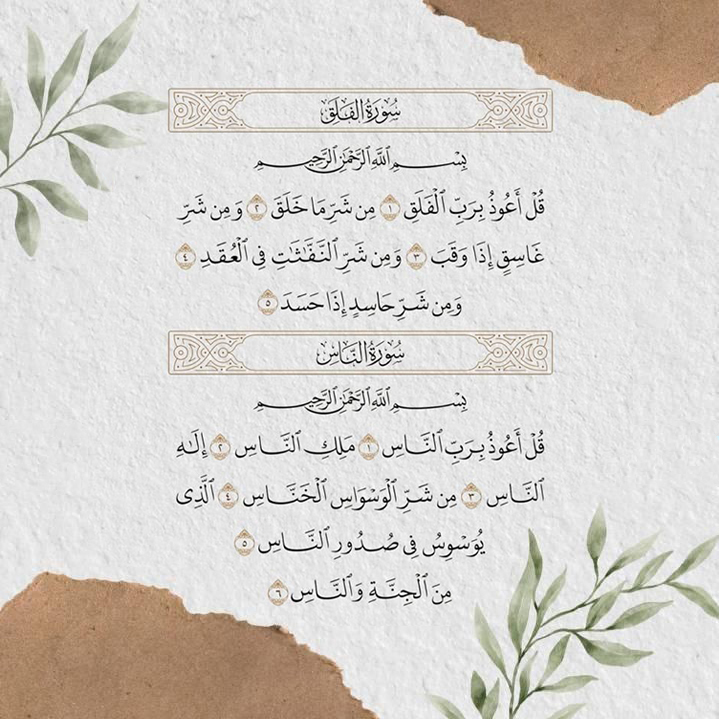 سُورَةُ الفَلَقِ
بِسْمِ ٱللَّهِ ٱلرَّحْمَٰنِ ٱلرَّحِيمِ
قُلْ أَعُوذُ بِرَبِّ ٱلْفَلَقِ ١ مِن شَرِّ مَا خَلَقَ ٢ وَمِن شَرِّ
غَاسِقٍ إِذَا وَقَبَ ٣ وَمِن شَرِّ ٱلنَّفَّٰثَٰتِ فِى ٱلْعُقَدِ ٤
وَمِن شَرِّ حَاسِدٍ إِذَا حَسَدَ ٥
سُورَةُ النَّاسِ
بِسْمِ ٱللَّهِ ٱلرَّحْمَٰنِ ٱلرَّحِيمِ
قُلْ أَعُوذُ بِرَبِّ ٱلنَّاسِ ١ مَلِكِ ٱلنَّاسِ ٢ إِلَٰهِ
ٱلنَّاسِ ٣ مِن شَرِّ ٱلْوَسْوَاسِ ٱلْخَنَّاسِ ٤ ٱلَّذِى
يُوَسْوِسُ فِى صُدُورِ ٱلنَّاسِ ٥
مِنَ ٱلْجِنَّةِ وَٱلنَّاسِ ٦